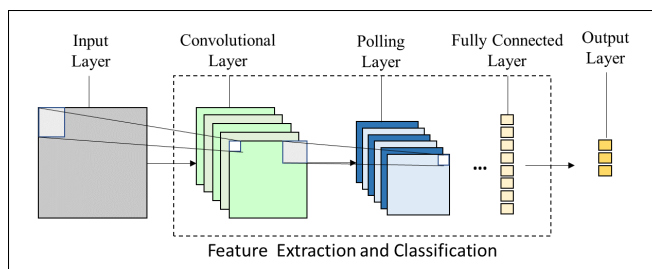 Input
Layer
Convolutional
Layer
Polling
Layer
Fully Connected
Layer
Output
Layer
...
Feature Extraction and Classification